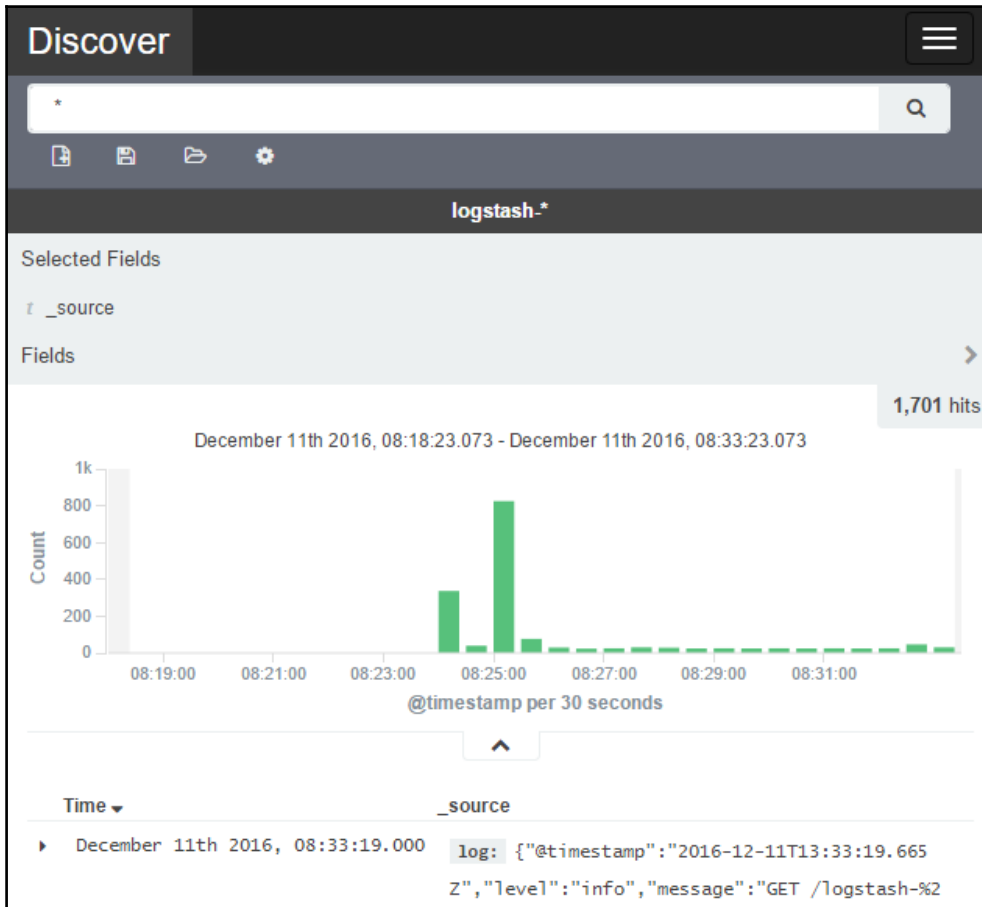 Discover
*
logstash-*
Selected Fields
t _source
Fields
1,701 hits
December 11th 2016, 08:18:23.073 - December 11th 2016, 08:33:23.073
1k
800
600
400
200
0
Count
08:19:00 08:21:00 08:23:00 08:25:00 08:27:00 08:29:00 08:31:00
@timestamp per 30 seconds
Time _source
December 11th 2016, 08:33:19.000 log: {"@timestamp":"2016-12-11T13:33:19.665
Z","level":"info","message":"GET /logstash-%2